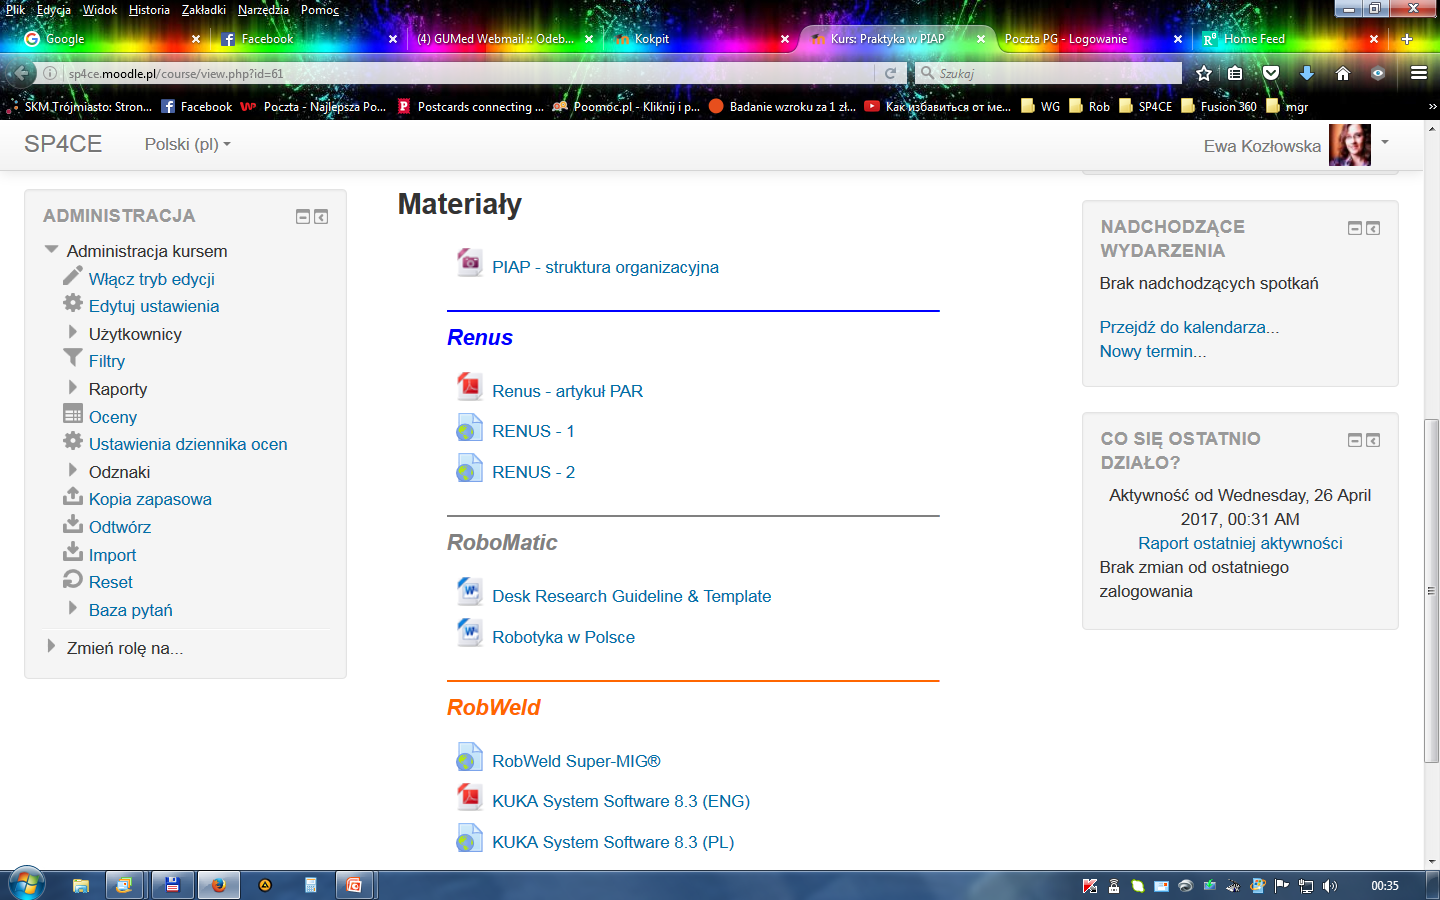 Plik Edycja Widok Historia Zakładki Narzędzia Pomoc
Google Facebook (4) GUMed Webmail :: Odeb... Kokpit Kurs: Praktyka w PIAP Poczta PG - Logowanie Home Feed
sp4ce.moodle.pl/course/view.php?id=61 Szukaj
SKM Trójmiasto: Stron... Facebook Poczta - Najlepsza Po... Postcards connecting ... Poomoc.pl - Kliknij i p... Badanie wzroku za 1 zł... Как избавиться от ме... WG Rob SP4CE Fusion 360 mgr
SP4CE Polski (pl) Ewa Kozłowska
ADMINISTRACJA
Administracja kursem
Włącz tryb edycji
Edytuj ustawienia
Użytkownicy
Filtry
Raporty
Oceny
Ustawienia dziennika ocen
Odznaki
Kopia zapasowa
Odtwórz
Import
Reset
Baza pytań
Zmień rolę na...
Materiały
PIAP - struktura organizacyjna
Renus
Renus - artykuł PAR
RENUS - 1
RENUS - 2
RoboMatic
Desk Research Guideline & Template
Robotyka w Polsce
RobWeld
RobWeld Super-MIG®
KUKA System Software 8.3 (ENG)
KUKA System Software 8.3 (PL)
NADCHODZĄCE
WYDARZENIA
Brak nadchodzących spotkań
Przejdź do kalendarza...
Nowy termin...
CO SIĘ OSTATNIO
DZIAŁO?
Aktywność od Wednesday, 26 April
2017, 00:31 AM
Raport ostatniej aktywności
Brak zmian od ostatniego
zalogowania
00:35